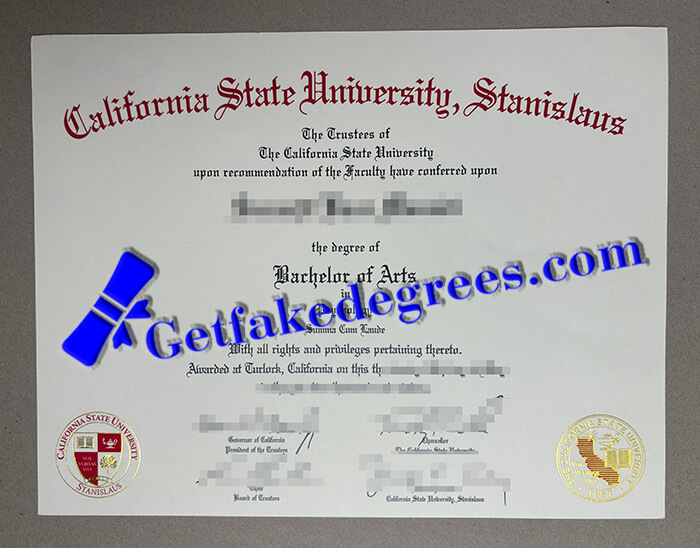 California State University, Stanislaus
The Trustees of
The California State University
upon recommendation of the Faculty have conferred upon
the degree of
Bachelor of Arts
in
Getfakedegrees.com
Summa Cum Laude
With all rights and privileges pertaining thereto.
Awarded at Turlock, California on this
Governor of California
President of the Trustees
Chancellor
The California State University
Board of Trustees
California State University, Stanislaus
CALIFORNIA STATE UNIVERSITY
VOX
VERITAS
VITA
STANISLAUS
CALIFORNIA STATE UNIVERSITY
1857